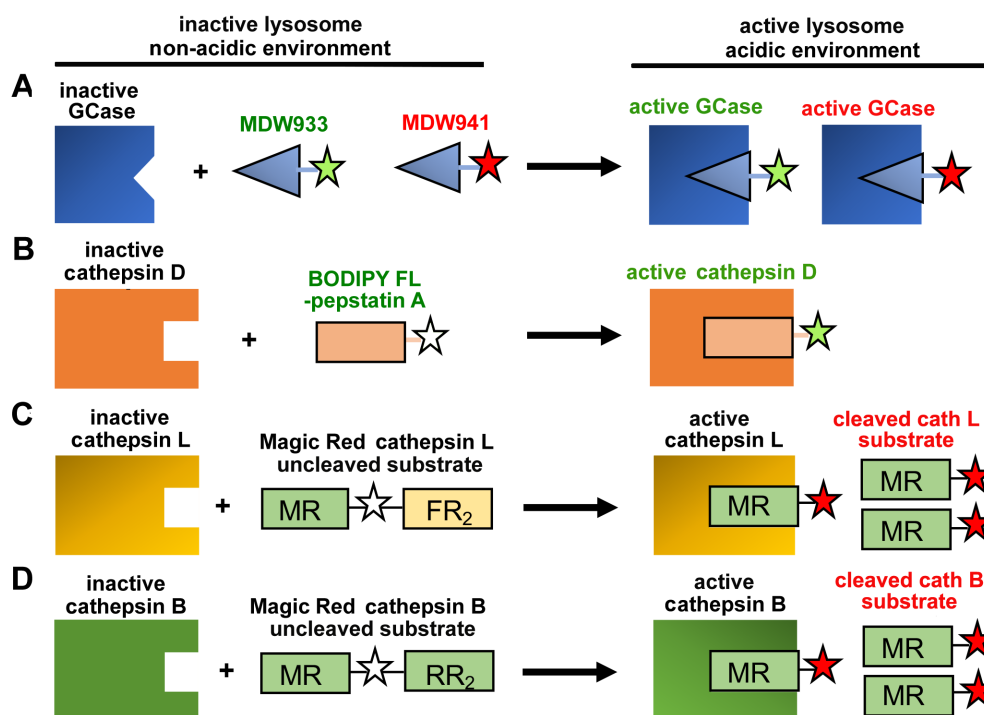 inactive lysosome
non-acidic environment
active lysosome
acidic environment
A
inactive
GCase
+
MDW933
MDW941
active GCase
active GCase
B
inactive
cathepsin D
+
BODIPY FL
-pepstatin A
active cathepsin D
C
inactive
cathepsin L
+
Magic Red cathepsin L
uncleaved substrate
MR
FR2
active
cathepsin L
MR
cleaved cath L
substrate
MR
MR
D
inactive
cathepsin B
+
Magic Red cathepsin B
uncleaved substrate
MR
RR2
active
cathepsin B
MR
cleaved cath B
substrate
MR
MR